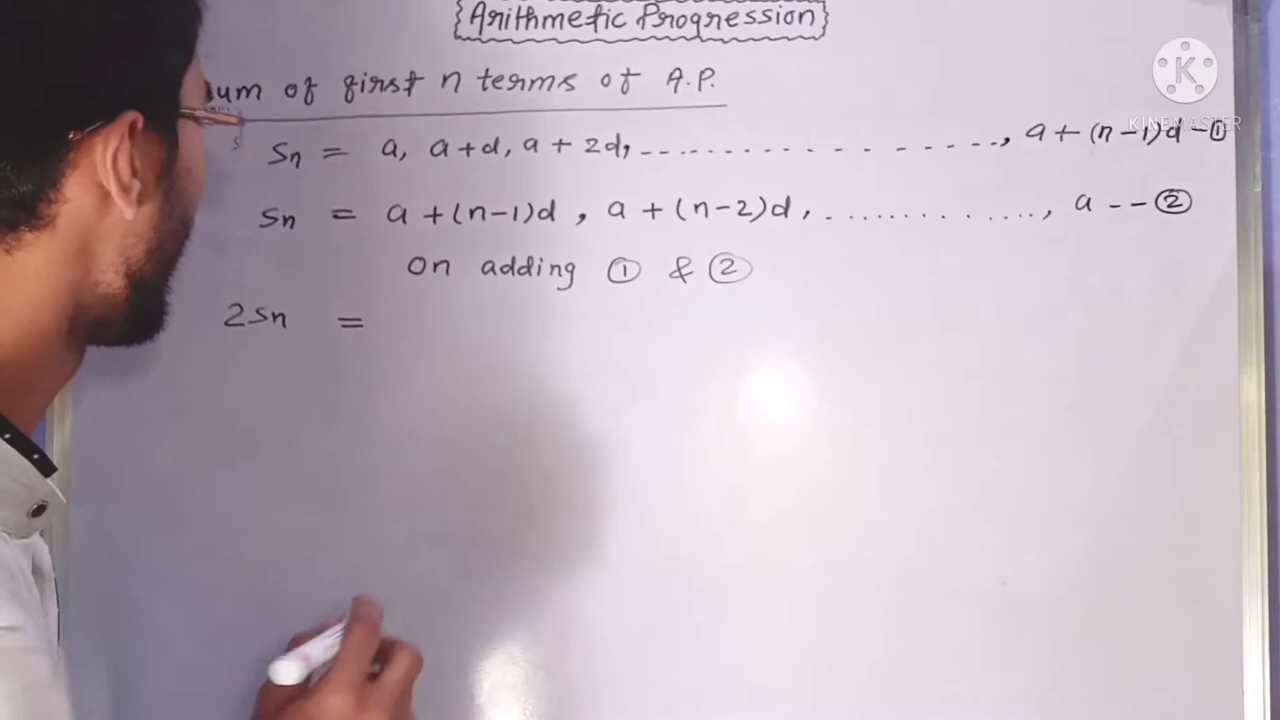 {Arithmetic Progression}
um of first n terms of A.P.
Sn = a, a+d, a + 2d, - - - - - - - - - - - - - - , a + (n-1)d - ①
Sn = a + (n-1)d , a + (n-2)d , . . . . . . . . . . . . . . , a - - ②
On adding ① & ②
2Sn =
K
KINEMASTER